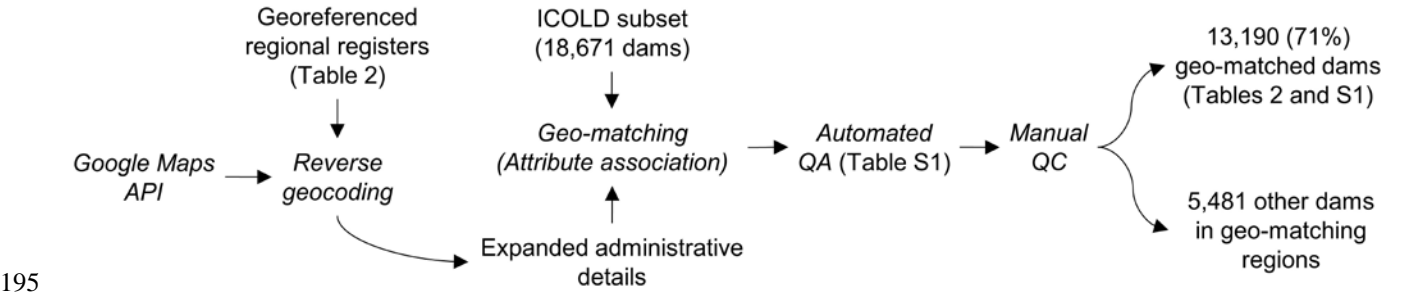 Georeferenced
regional registers
(Table 2)
ICOLD subset
(18,671 dams)
Google Maps
API
Reverse
geocoding
Expanded administrative
details
Geo-matching
(Attribute association)
Automated
QA (Table S1)
Manual
QC
13,190 (71%)
geo-matched dams
(Tables 2 and S1)
5,481 other dams
in geo-matching
regions
195